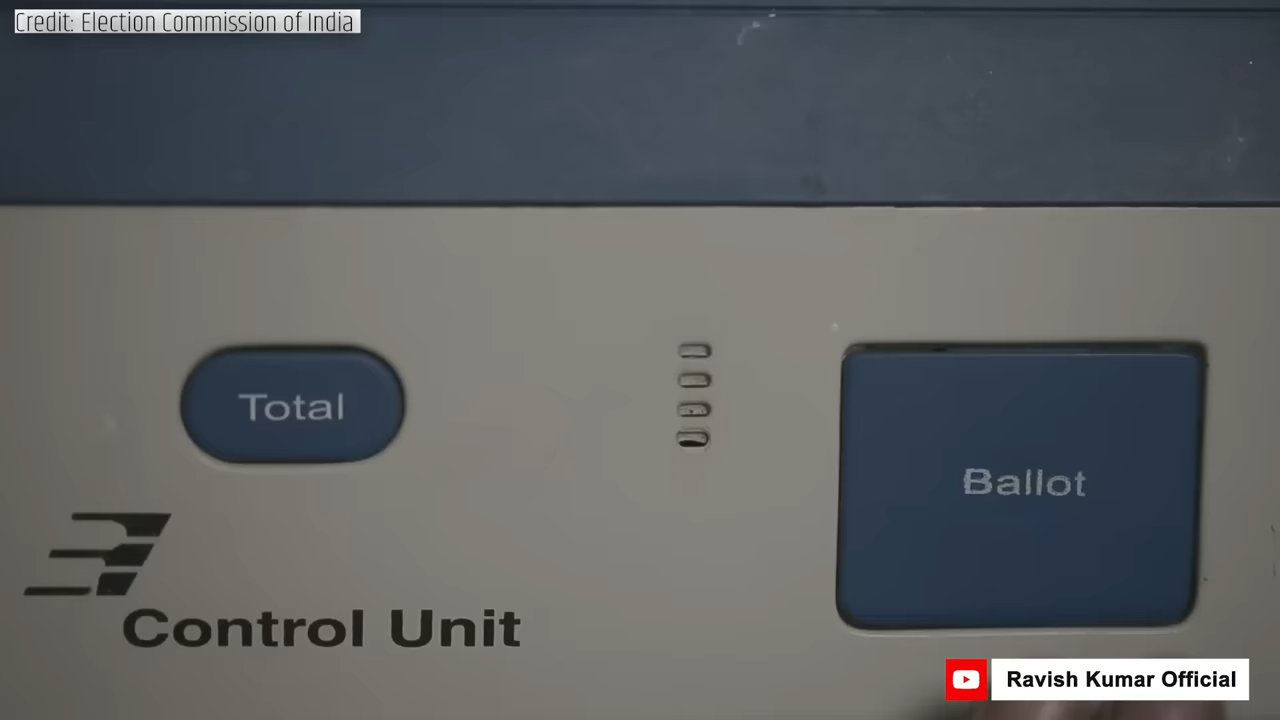 Credit: Election Commission of India
Total
Ballot
Control Unit
Ravish Kumar Official